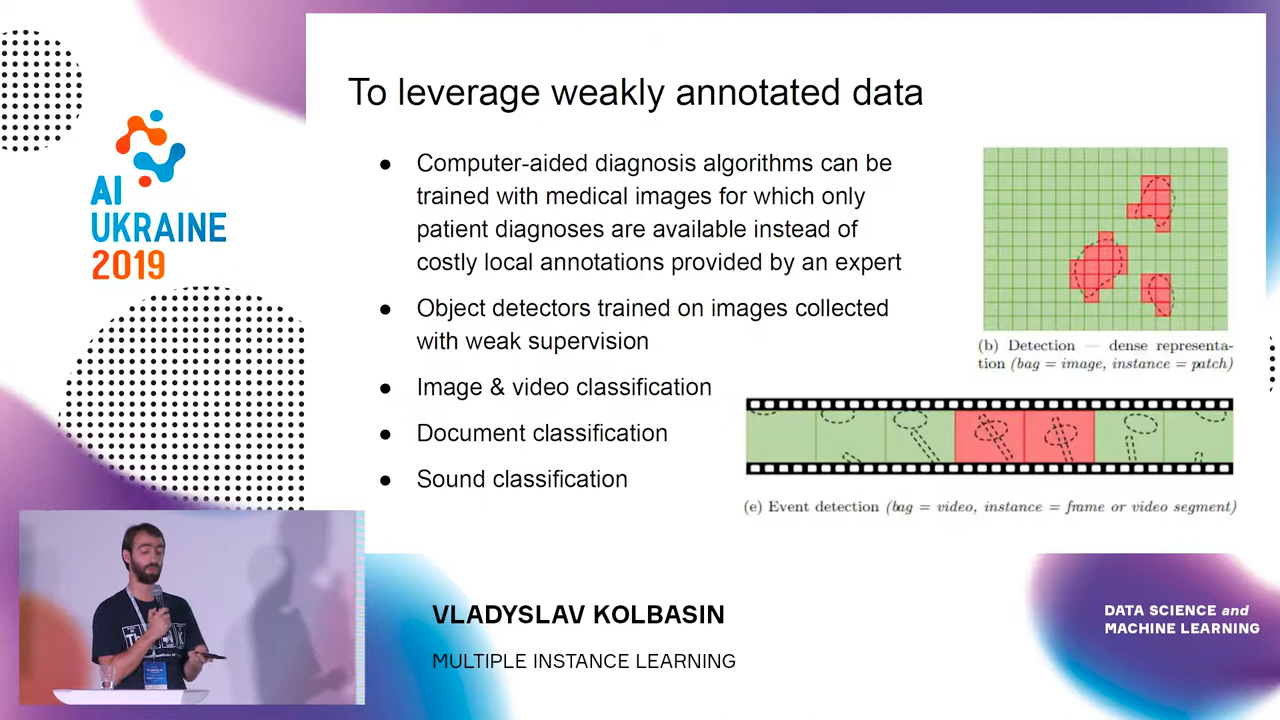 To leverage weakly annotated data
● Computer-aided diagnosis algorithms can be
trained with medical images for which only
patient diagnoses are available instead of
costly local annotations provided by an expert
● Object detectors trained on images collected
with weak supervision
● Image & video classification
● Document classification
● Sound classification
(b) Detection — dense representa-
tion (bag = image, instance = patch)
(e) Event detection (bag = video, instance = frame or video segment)
AI
UKRAINE
2019
VLADYSLAV KOLBASIN
MULTIPLE INSTANCE LEARNING
DATA SCIENCE and
MACHINE LEARNING